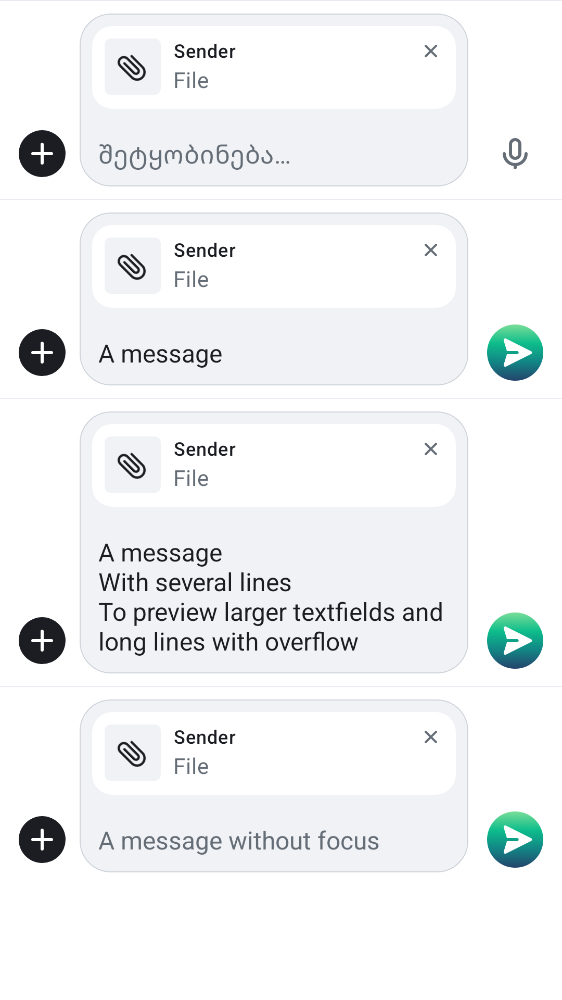 Sender
File
შეტყობინება...
Sender
File
A message
Sender
File
A message
With several lines
To preview larger textfields and
long lines with overflow
Sender
File
A message without focus